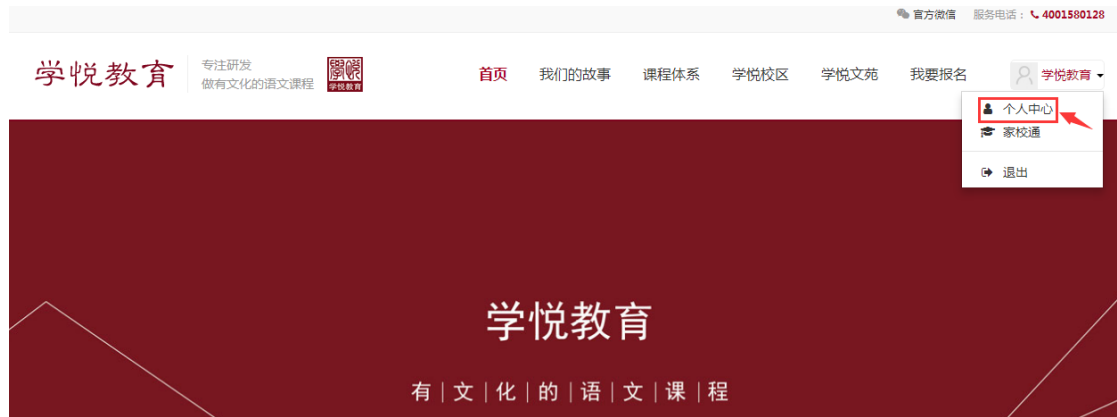 官方微信 服务电话： 4001580128
学悦教育
专注研发
做有文化的语文课程
學悅
学悦教育
首页 我们的故事 课程体系 学悦校区 学悦文苑 我要报名 学悦教育
个人中心
家校通
退出
学悦教育
有|文|化|的|语|文|课|程